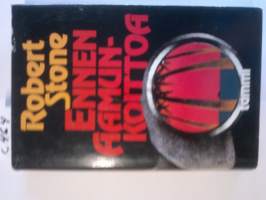 Robert
Stone
ENNEN
AAMUN-
KOITTOA
tammi